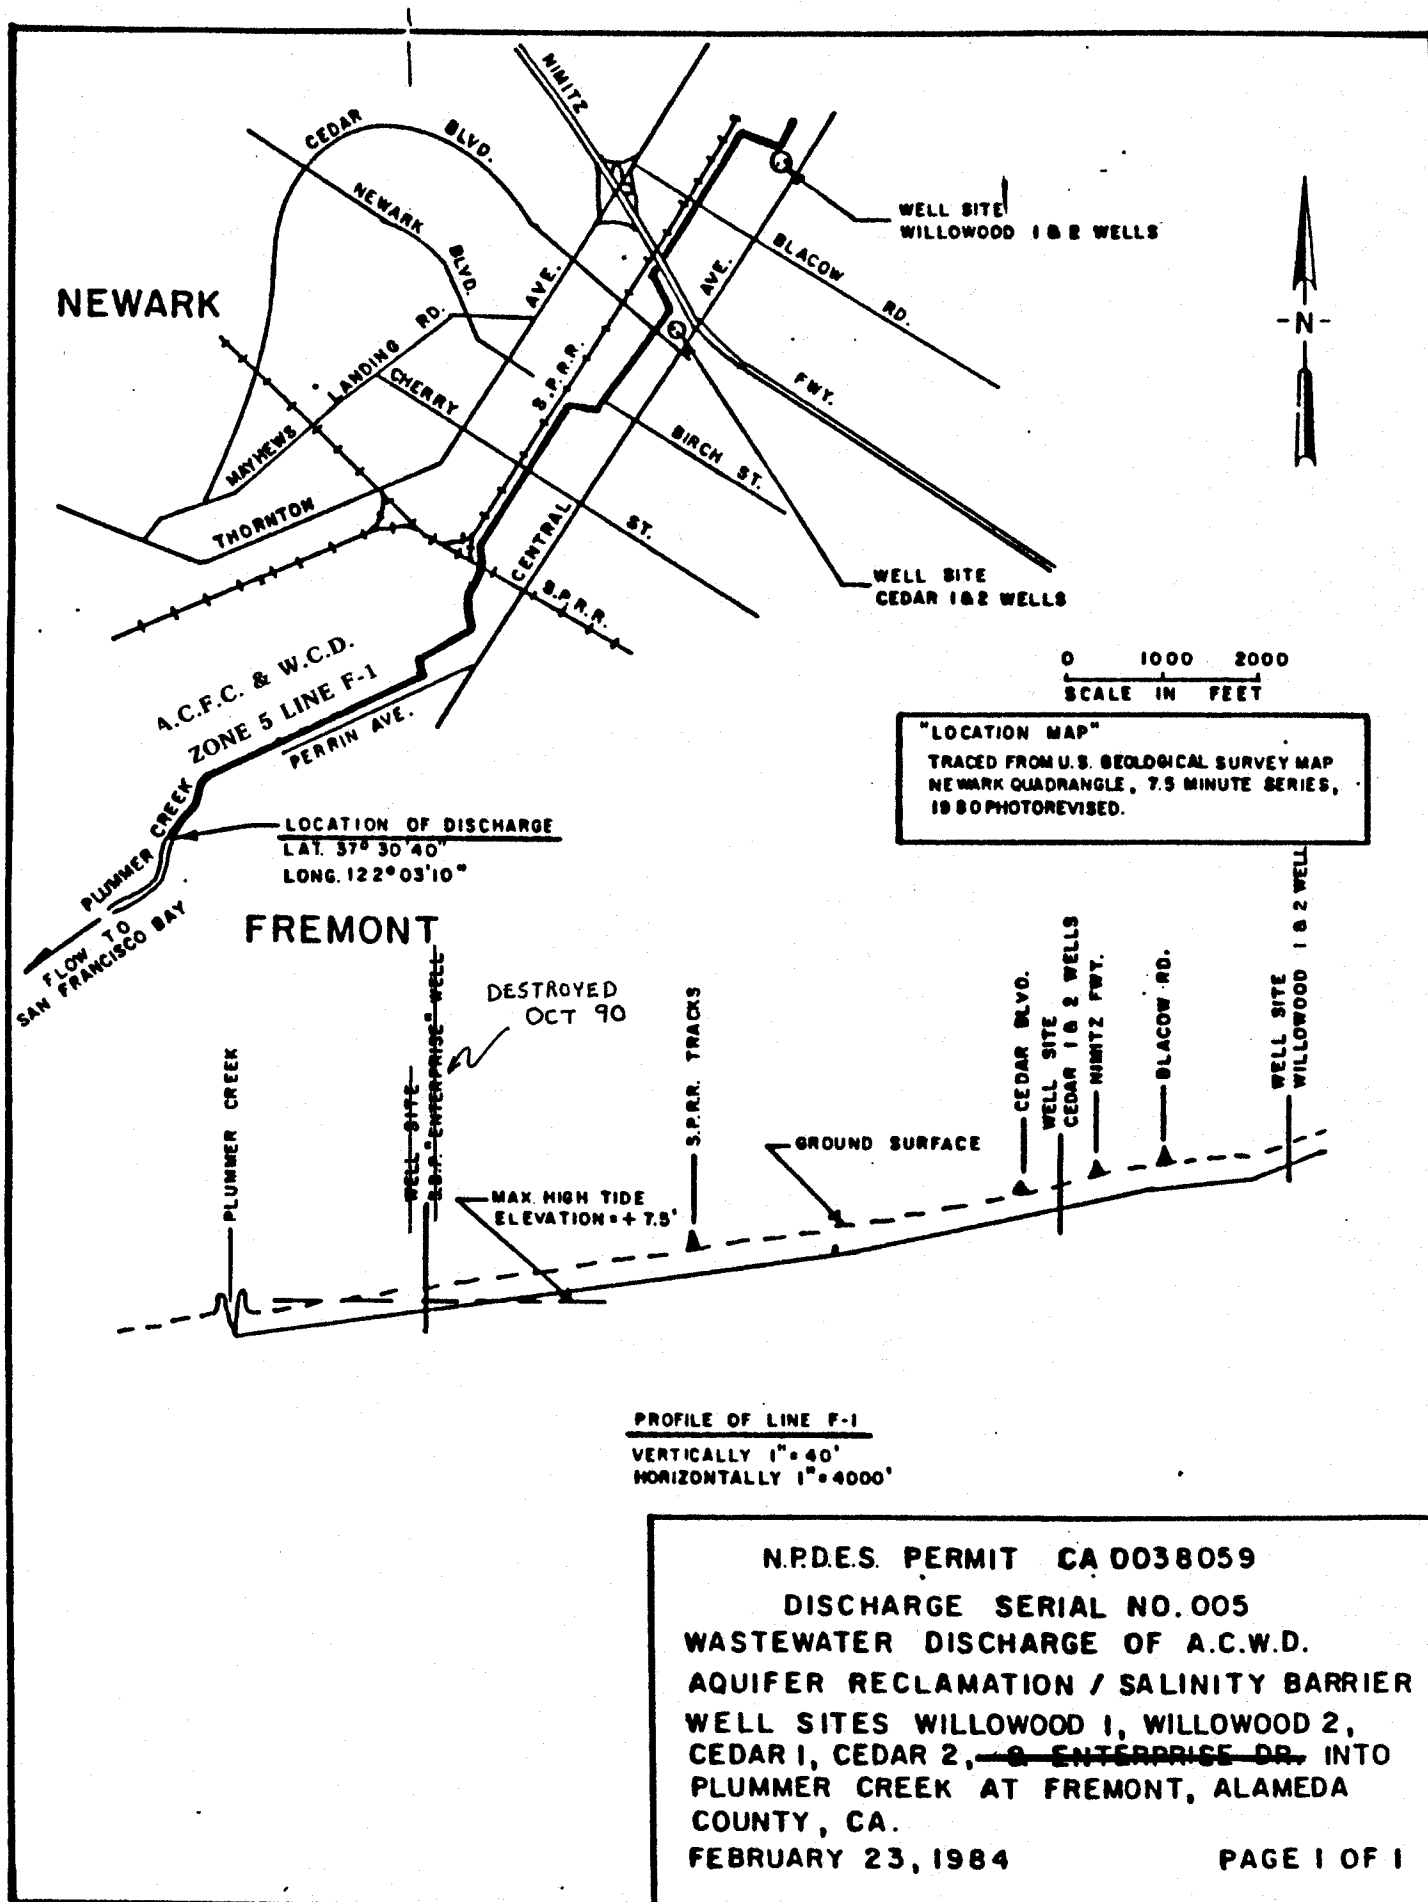 NIMITZ
CEDAR
BLVD.
NEWARK
BLVD.
WELL SITE
WILLOWOOD 1 & 2 WELLS
BLACOW
RD.
AVE.
AVE.
NEWARK
-N-
MAYHEWS LANDING RD.
S.P.R.R.
CHERRY
ST.
FWY.
BIRCH ST.
THORNTON
CENTRAL
S.P.R.R.
WELL SITE
CEDAR 1 & 2 WELLS
A.C.F.C. & W.C.D.
ZONE 5 LINE F-1
PERRIN AVE.
0 1000 2000
SCALE IN FEET
"LOCATION MAP"
TRACED FROM U.S. GEOLOGICAL SURVEY MAP
NEWARK QUADRANGLE, 7.5 MINUTE SERIES,
1980 PHOTOREVISED.
PLUMMER CREEK
LOCATION OF DISCHARGE
LAT. 37° 30'40"
LONG. 122° 03'10"
FLOW TO
SAN FRANCISCO BAY
FREMONT
DESTROYED
OCT 90
PLUMMER CREEK
WELL SITE
"ENTERPRISE" WELL
S.P.R.R. TRACKS
CEDAR BLVD.
WELL SITE
CEDAR 1 & 2 WELLS
NIMITZ FWY.
BLACOW RD.
WELL SITE
WILLOWOOD 1 & 2 WELL
GROUND SURFACE
MAX. HIGH TIDE
ELEVATION = + 7.5'
PROFILE OF LINE F-1
VERTICALLY 1" = 40'
HORIZONTALLY 1" = 4000'
N.P.D.E.S. PERMIT CA 0038059
DISCHARGE SERIAL NO. 005
WASTEWATER DISCHARGE OF A.C.W.D.
AQUIFER RECLAMATION / SALINITY BARRIER
WELL SITES WILLOWOOD 1, WILLOWOOD 2,
CEDAR 1, CEDAR 2, & ENTERPRISE DR. INTO
PLUMMER CREEK AT FREMONT, ALAMEDA
COUNTY, CA.
FEBRUARY 23, 1984 PAGE 1 OF 1